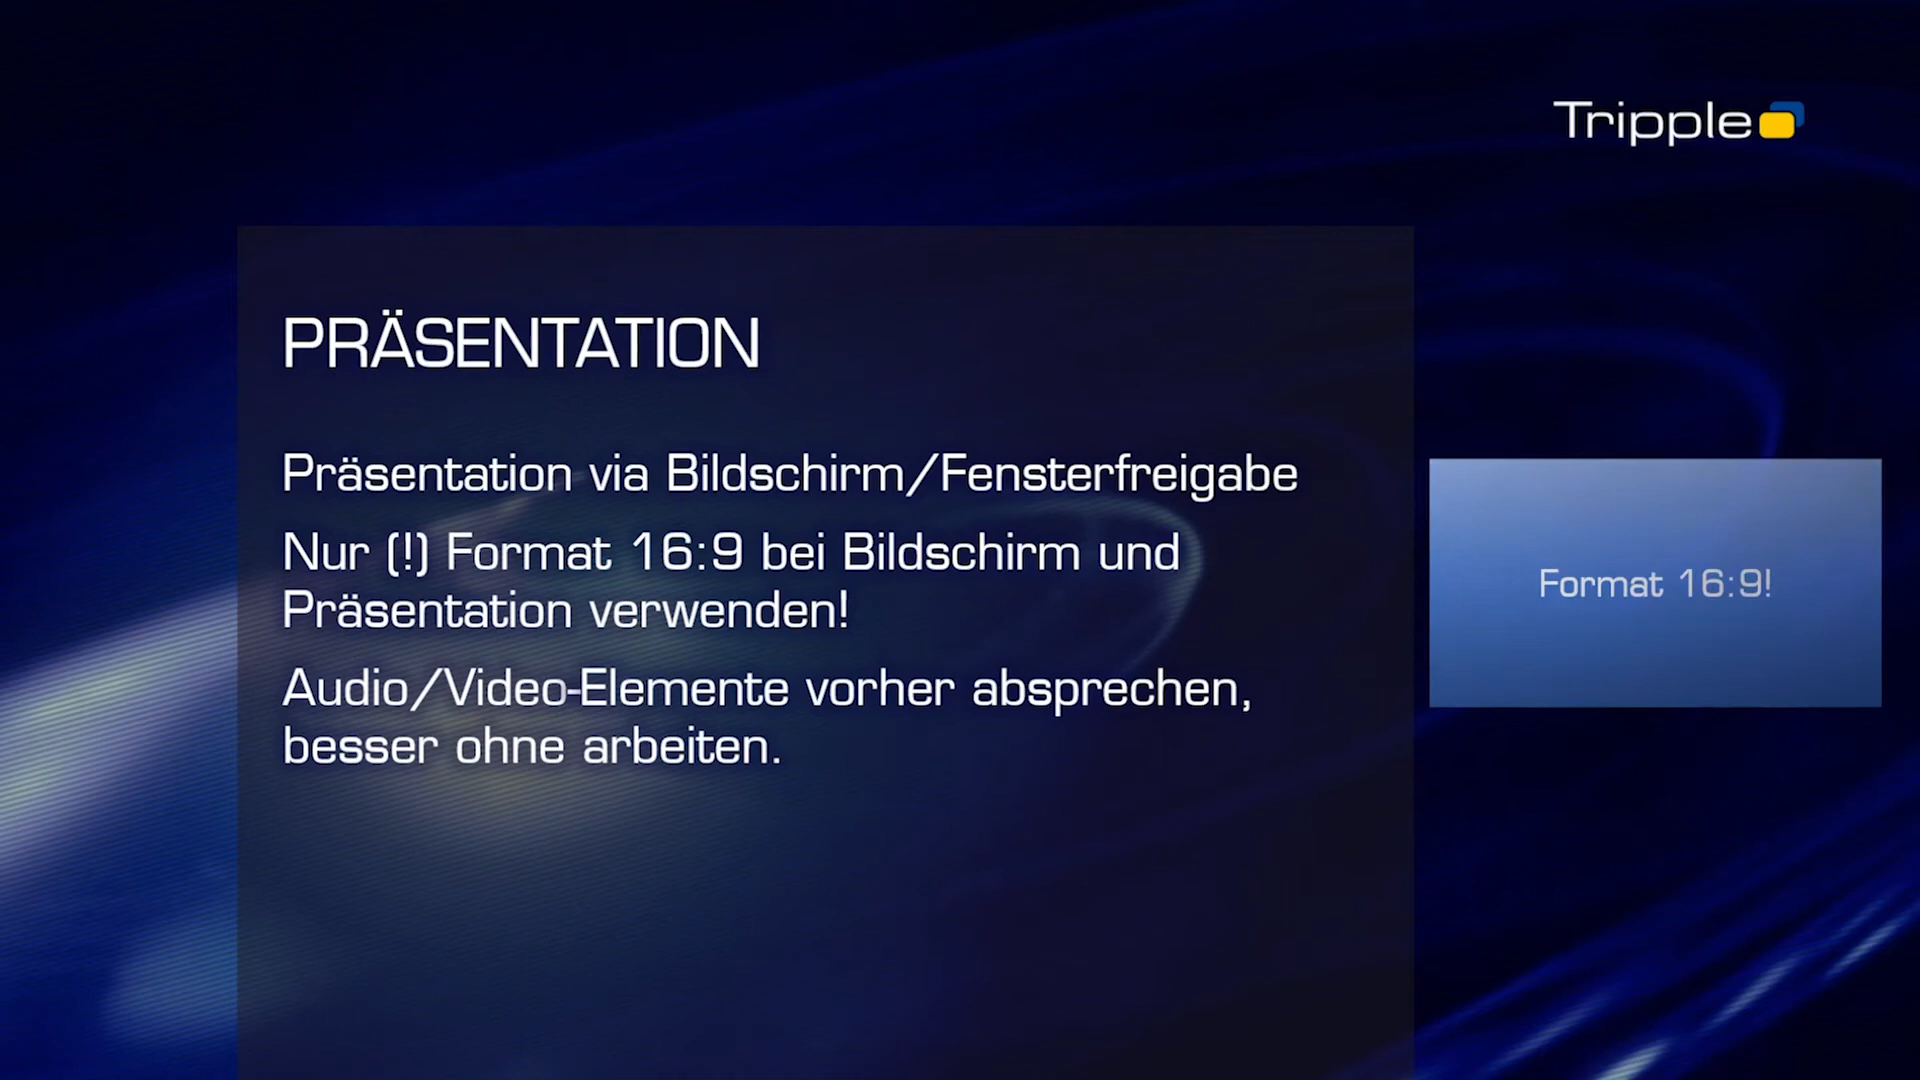 Tripple
PRÄSENTATION
Präsentation via Bildschirm/Fensterfreigabe
Nur (!) Format 16:9 bei Bildschirm und
Präsentation verwenden!
Audio/Video-Elemente vorher absprechen,
besser ohne arbeiten.
Format 16:9!